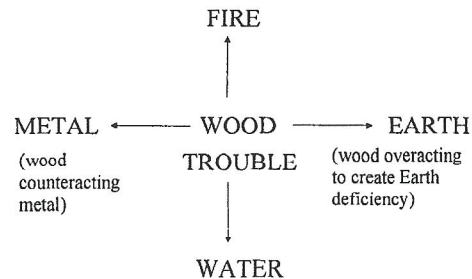 FIRE
METAL WOOD EARTH
TROUBLE
(wood
counteracting
metal)
(wood overacting
to create Earth
deficiency)
WATER